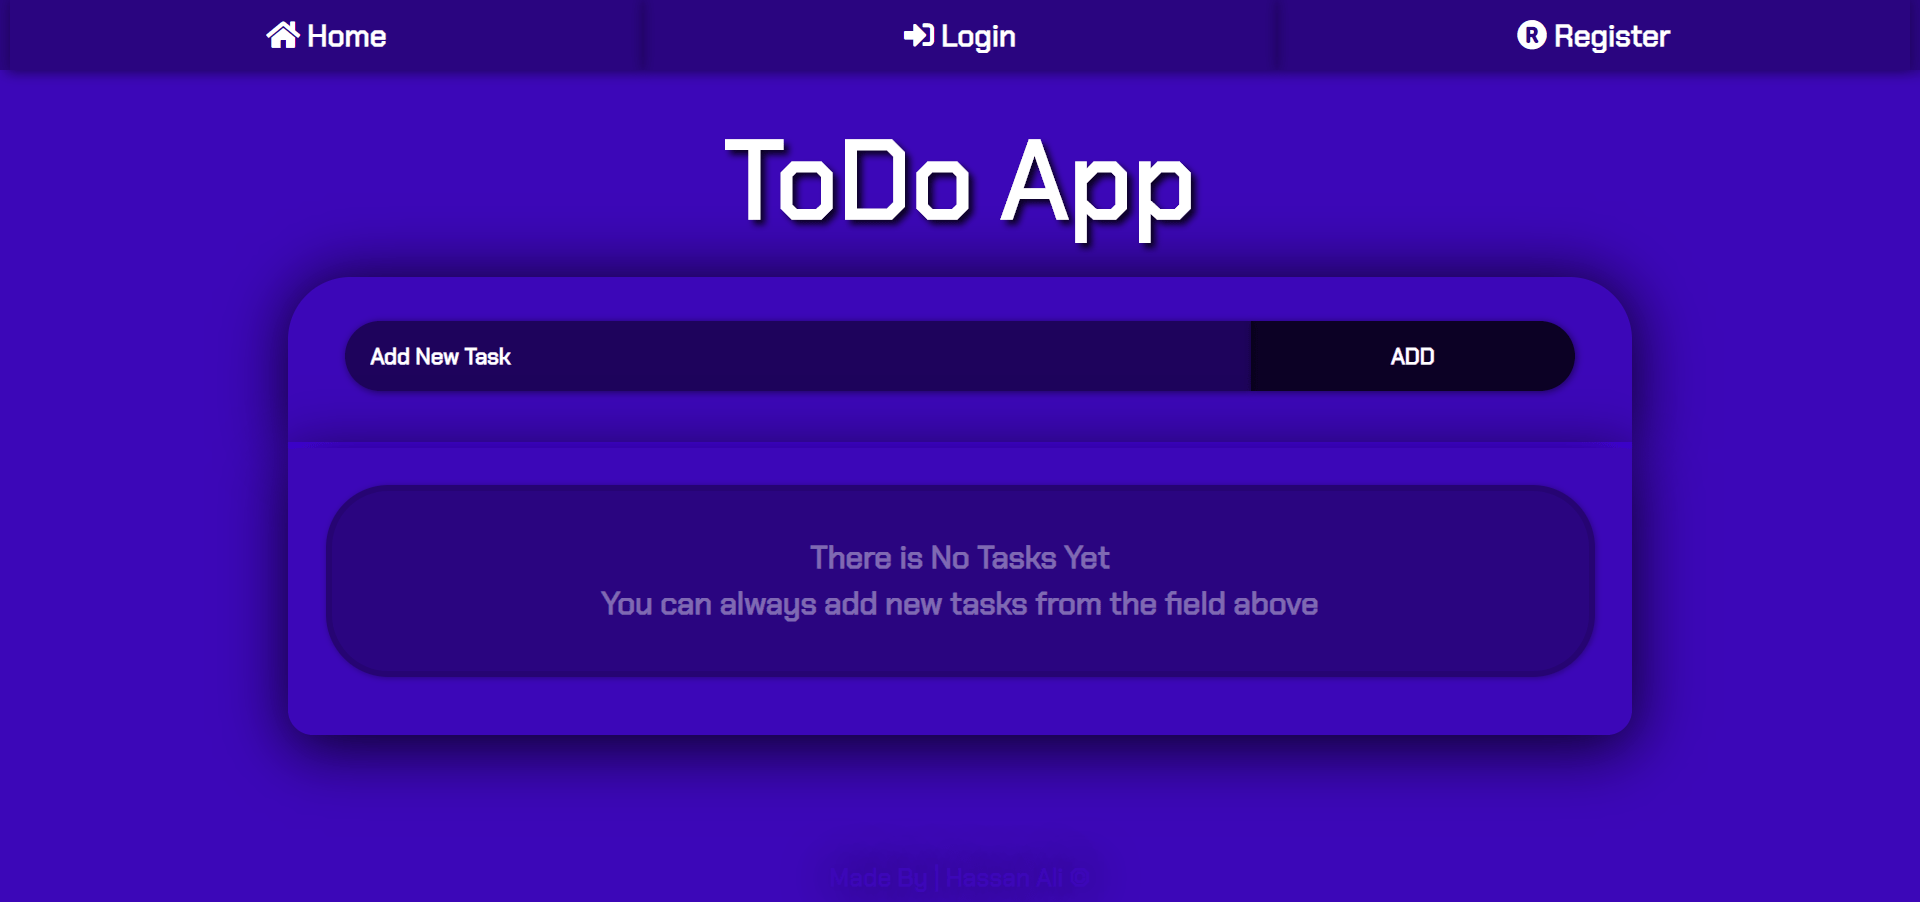 Home
Login
Register
ToDo App
Add New Task
ADD
There is No Tasks Yet
You can always add new tasks from the field above
Made By | Hassan Ali ©